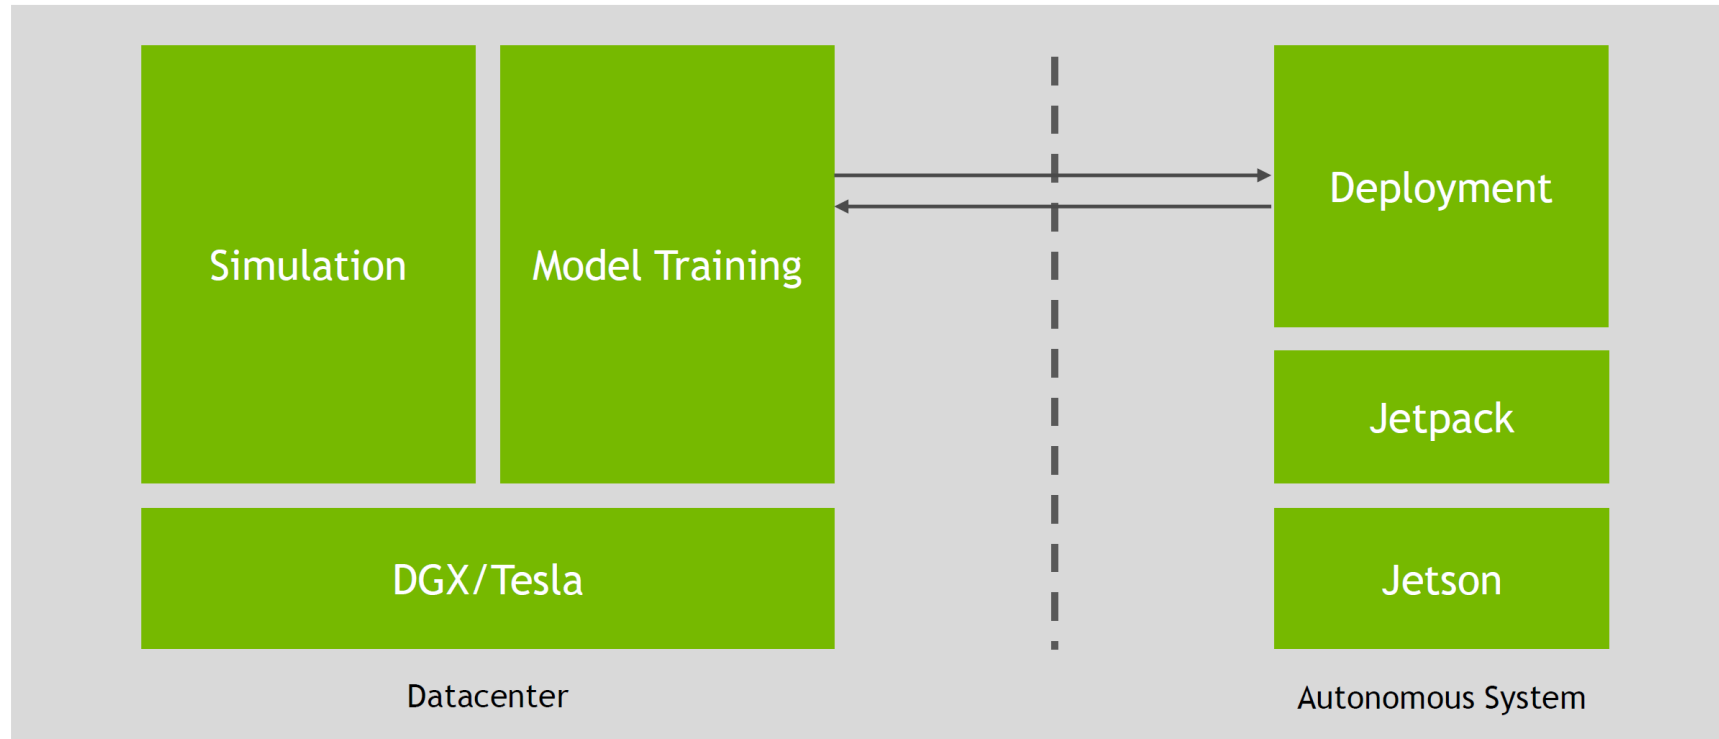 Simulation
Model Training
Deployment
Jetpack
DGX/Tesla
Jetson
Datacenter
Autonomous System